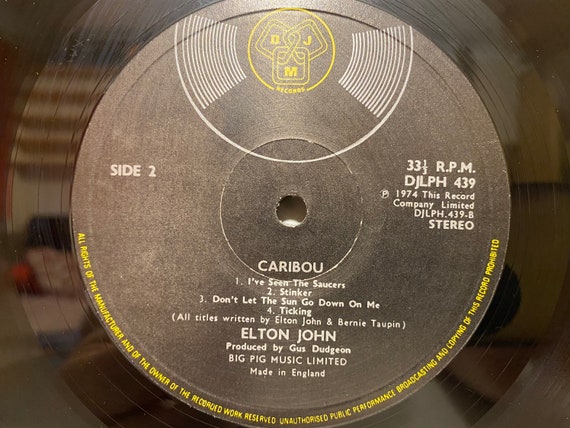 DJM
RECORDS
SIDE 2
33⅓ R.P.M.
DJLPH 439
Ⓟ 1974 This Record
Company Limited
DJLPH.439-B
STEREO
CARIBOU
1. I've Seen The Saucers
2. Stinker
3. Don't Let The Sun Go Down On Me
4. Ticking
(All titles written by Elton John & Bernie Taupin)
ELTON JOHN
Produced by Gus Dudgeon
BIG PIG MUSIC LIMITED
Made in England
ALL RIGHTS OF THE MANUFACTURER AND OF THE OWNER OF THE RECORDED WORK RESERVED UNAUTHORISED PUBLIC PERFORMANCE BROADCASTING AND COPYING OF THIS RECORD PROHIBITED